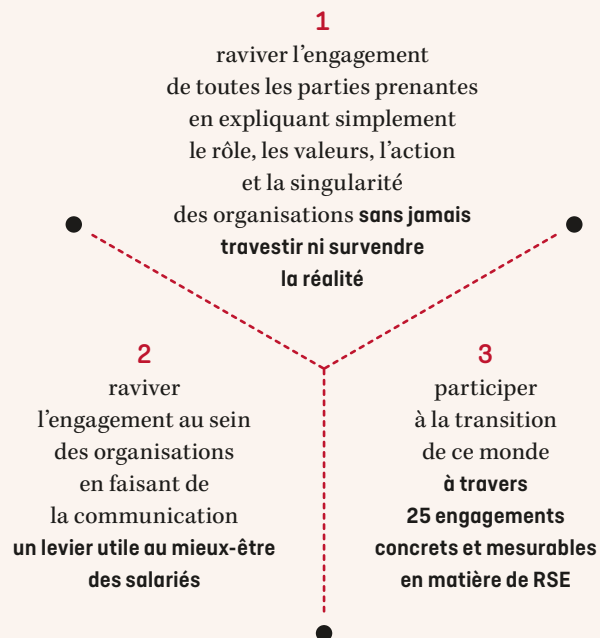 1
raviver l’engagement
de toutes les parties prenantes
en expliquant simplement
le rôle, les valeurs, l’action
et la singularité
des organisations sans jamais
travestir ni survendre
la réalité
2
raviver
l’engagement au sein
des organisations
en faisant de
la communication
un levier utile au mieux-être
des salariés
3
participer
à la transition
de ce monde
à travers
25 engagements
concrets et mesurables
en matière de RSE